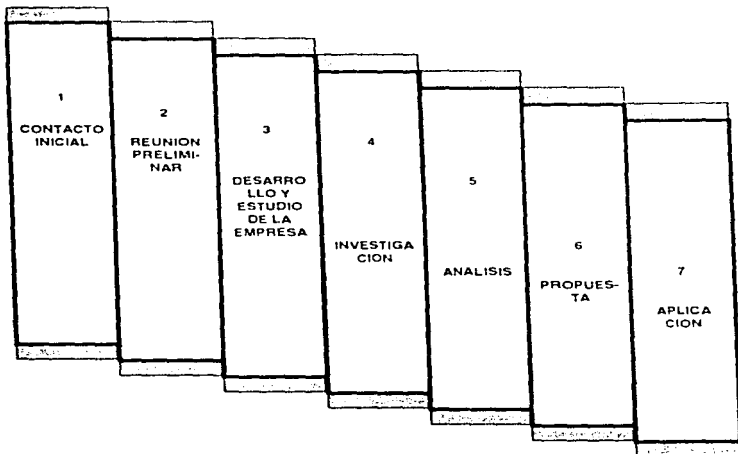 1
CONTACTO
INICIAL
2
REUNION
PRELIMI-
NAR
3
DESARRO
LLO Y
ESTUDIO
DE LA
EMPRESA
4
INVESTIGA
CION
5
ANALISIS
6
PROPUES-
TA
7
APLICA
CION